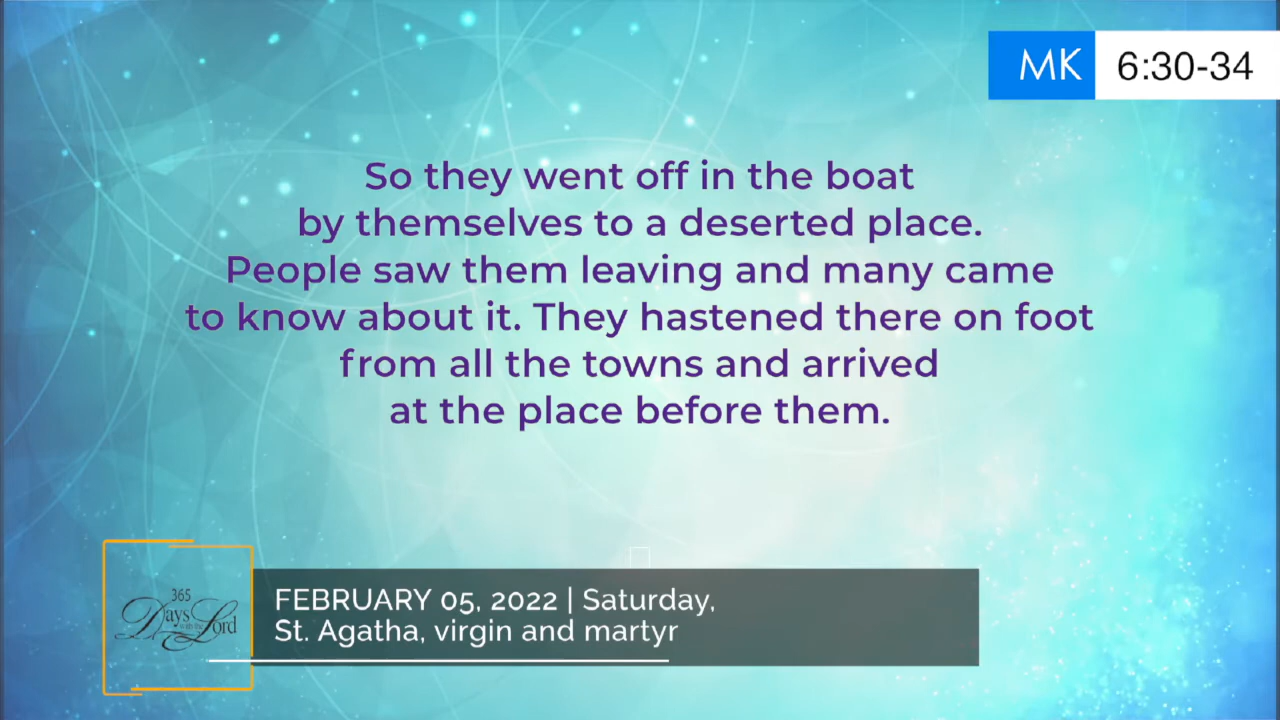 MK 6:30-34
So they went off in the boat
by themselves to a deserted place.
People saw them leaving and many came
to know about it. They hastened there on foot
from all the towns and arrived
at the place before them.
365
Days with the Lord
FEBRUARY 05, 2022 | Saturday,
St. Agatha, virgin and martyr